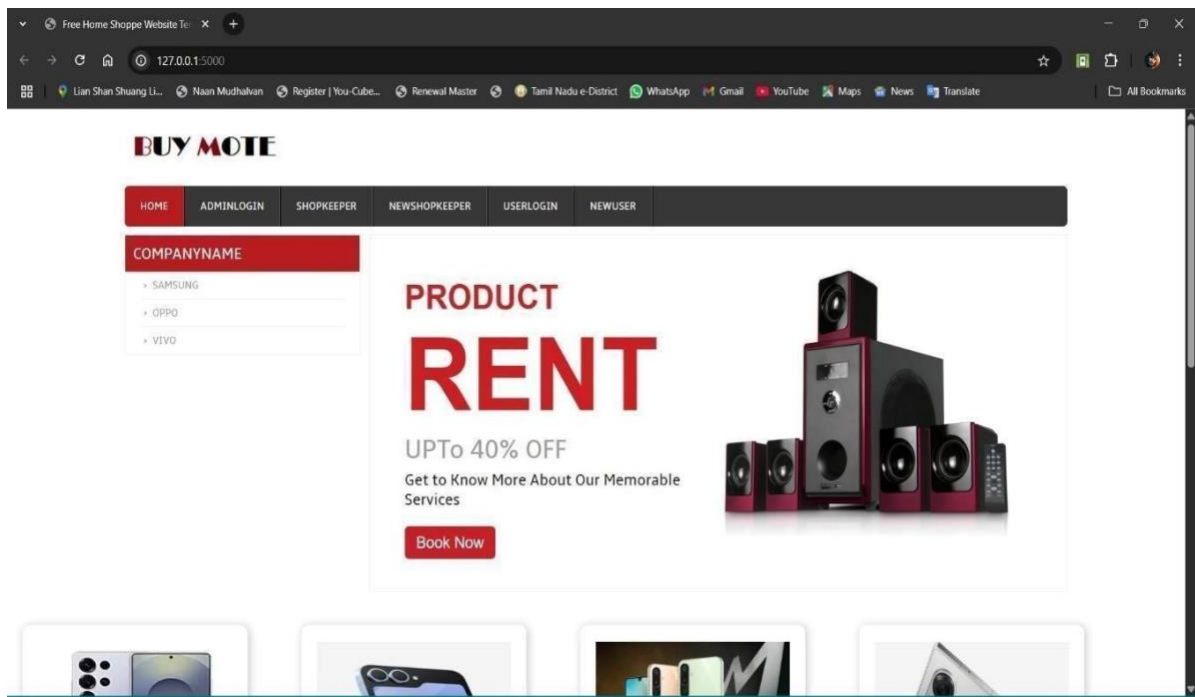 Free Home Shoppe Website Te
127.0.0.1:5000
Lian Shan Shuang Li... Naan Mudhalvan Register | You-Cube... Renewal Master Tamil Nadu e-District WhatsApp Gmail YouTube Maps News Translate All Bookmarks
BUY MOTE
HOME ADMINLOGIN SHOPKEEPER NEWSHOPKEEPER USERLOGIN NEWUSER
COMPANYNAME
SAMSUNG
OPPO
VIVO
PRODUCT
RENT
UPTo 40% OFF
Get to Know More About Our Memorable
Services
Book Now